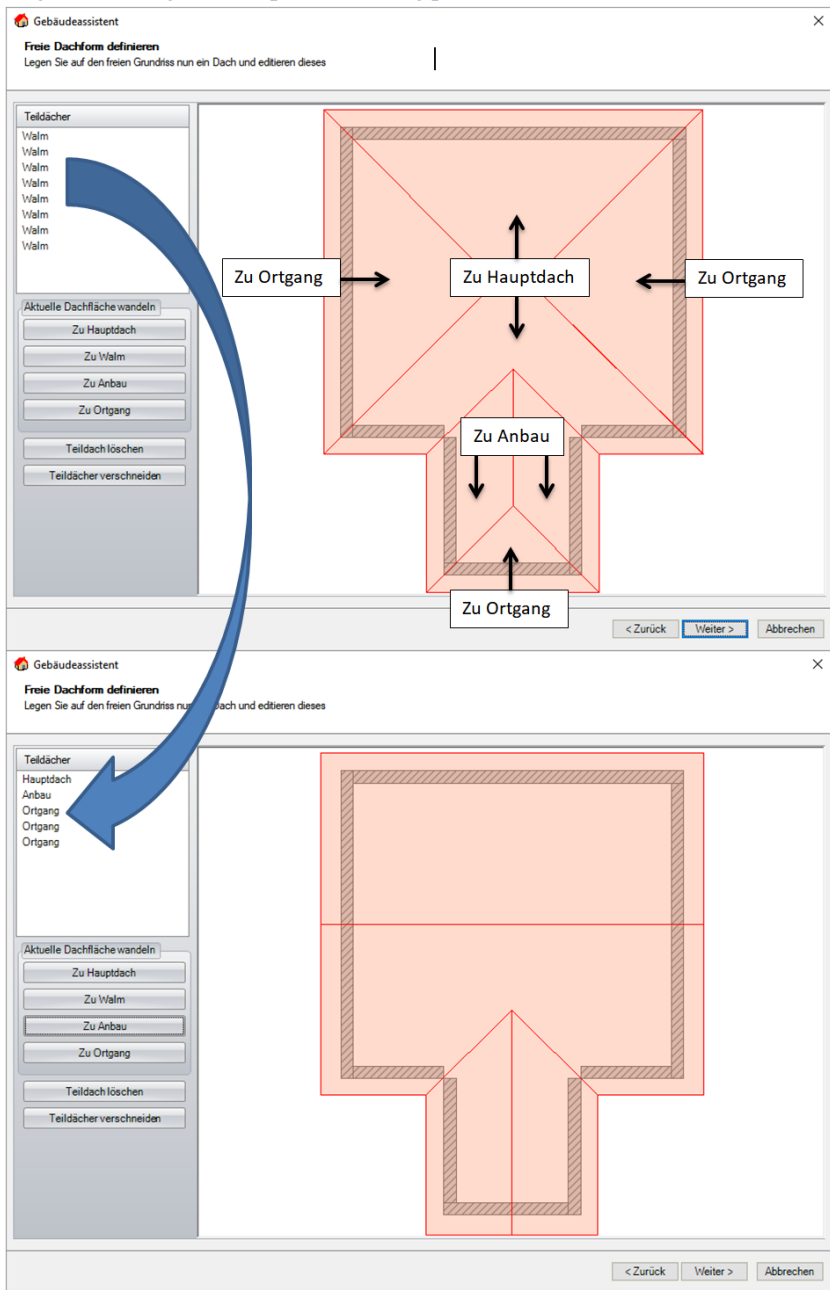 Gebäudeassistent
Freie Dachform definieren
Legen Sie auf den freien Grundriss nun ein Dach und editieren dieses
Teildächer
Walm
Walm
Walm
Walm
Walm
Walm
Walm
Walm
Aktuelle Dachfläche wandeln
Zu Hauptdach
Zu Walm
Zu Anbau
Zu Ortgang
Teildach löschen
Teildächer verschneiden
Zu Ortgang
Zu Hauptdach
Zu Ortgang
Zu Anbau
Zu Ortgang
< Zurück
Weiter >
Abbrechen
Gebäudeassistent
Freie Dachform definieren
Legen Sie auf den freien Grundriss nu Dach und editieren dieses
Teildächer
Hauptdach
Anbau
Ortgang
Ortgang
Ortgang
Aktuelle Dachfläche wandeln
Zu Hauptdach
Zu Walm
Zu Anbau
Zu Ortgang
Teildach löschen
Teildächer verschneiden
< Zurück
Weiter >
Abbrechen